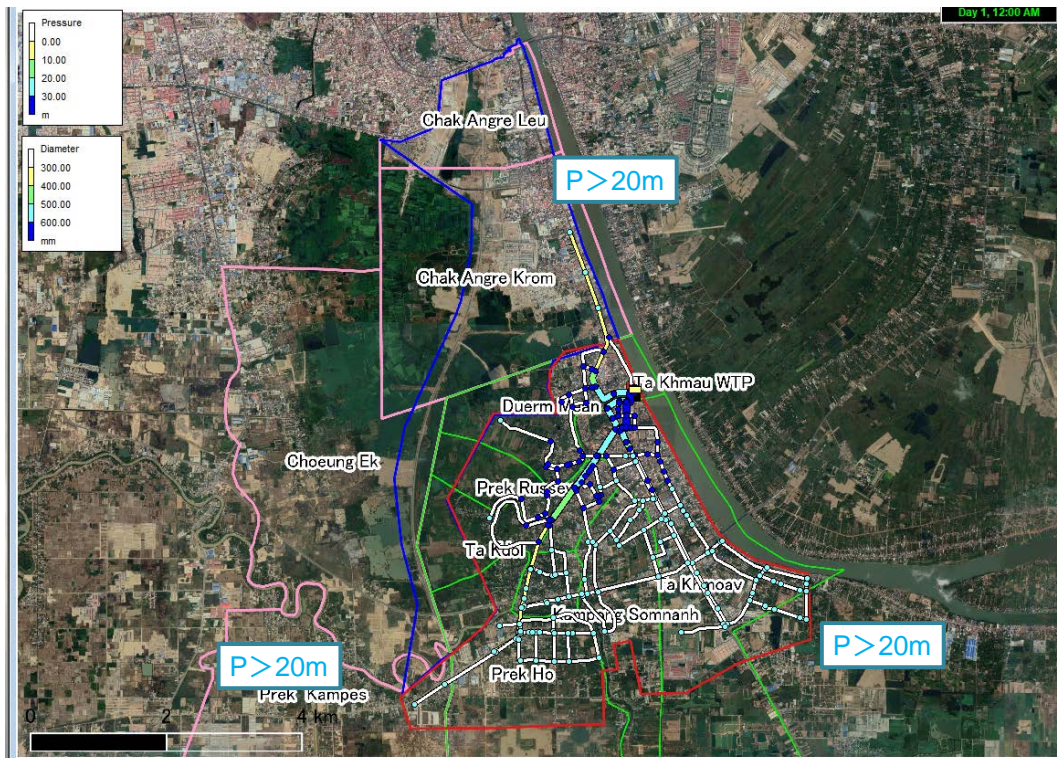 Day 1, 12:00 AM
Pressure
0.00
10.00
20.00
30.00
m
Diameter
300.00
400.00
500.00
600.00
mm
Chak Angre Leu
P＞20m
Chak Angre Krom
Ta Khmau WTP
Duerm Mean
Choeung Ek
Prek Russey
Ta Kdol
Ta Khmoav
Kampong Somnanh
P＞20m
P＞20m
Prek Ho
Prek Kampes
0 2 4 km